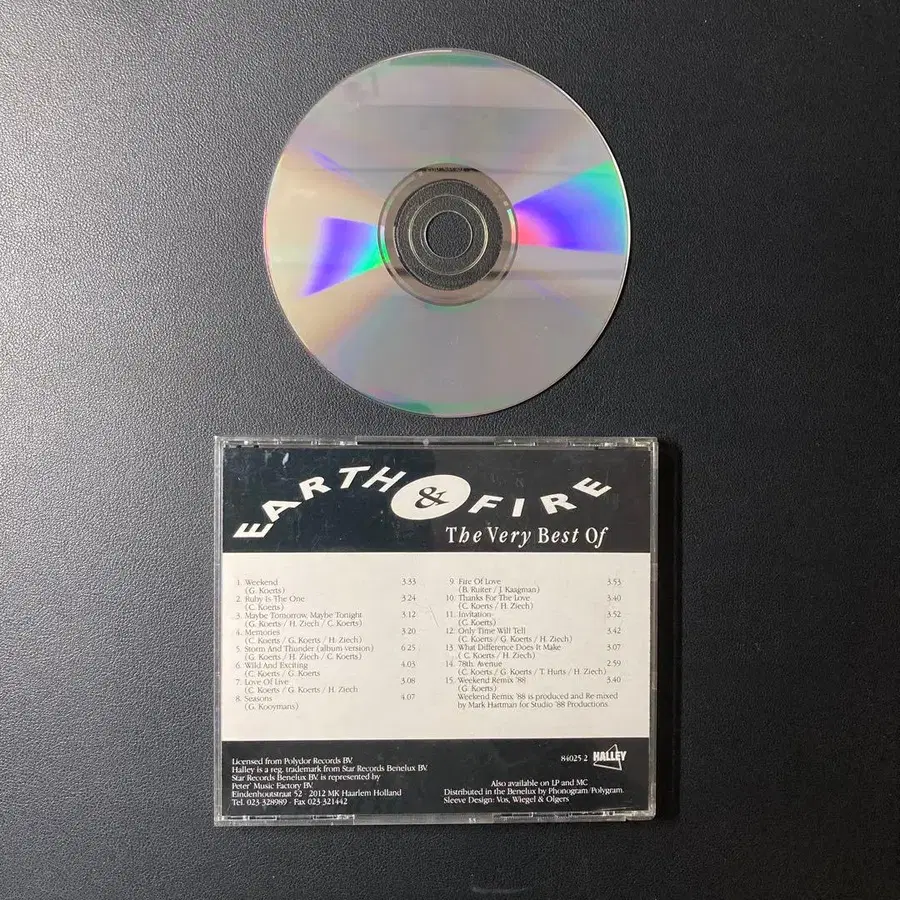 EARTH & FIRE
The Very Best Of
1. Weekend 3.33
(G. Koerts)
2. Ruby Is The One 3.24
(C. Koerts)
3. Maybe Tomorrow, Maybe Tonight 3.12
(G. Koerts / H. Ziech / C. Koerts)
4. Memories 3.20
(C. Koerts / G. Koerts / H. Ziech)
5. Storm And Thunder (album version) 6.25
(G. Koerts / H. Ziech / C. Koerts)
6. Wild And Exciting 4.03
(C. Koerts / G. Koerts
7. Love Of Live 3.08
(C. Koerts / G. Koerts / H. Ziech
8. Seasons 4.07
(G. Kooymans)
9. Fire Of Love 3.53
(B. Ruiter / J. Kaagman)
10. Thanks For The Love 3.40
(C. Koerts / H. Ziech)
11. Invitation 3.52
(C. Koerts)
12. Only Time Will Tell 3.42
(C. Koerts / G. Koerts / H. Ziech)
13. What Difference Does It Make 3.07
(C. Koerts / H. Ziech)
14. 78th. Avenue 2.59
(C. Koerts / G. Koerts / T. Hurts / H. Ziech)
15. Weekend Remix '88 3.40
(G. Koerts)
Weekend Remix '88 is produced and Re mixed
by Mark Hartman for Studio '88 Productions.
Licensed from Polydor Records BV.
Halley is a reg. trademark from Star Records Benelux BV.
Star Records Benelux BV. is represented by
Peter' Music Factory BV.
Eindenhoutstraat 52 - 2012 MK Haarlem Holland
Tel. 023 328989 - Fax 023 321442
84025 2 HALLEY
Also available on LP and MC
Distributed in the Benelux by Phonogram/Polygram.
Sleeve Design: Vos, Wiegel & Olgers